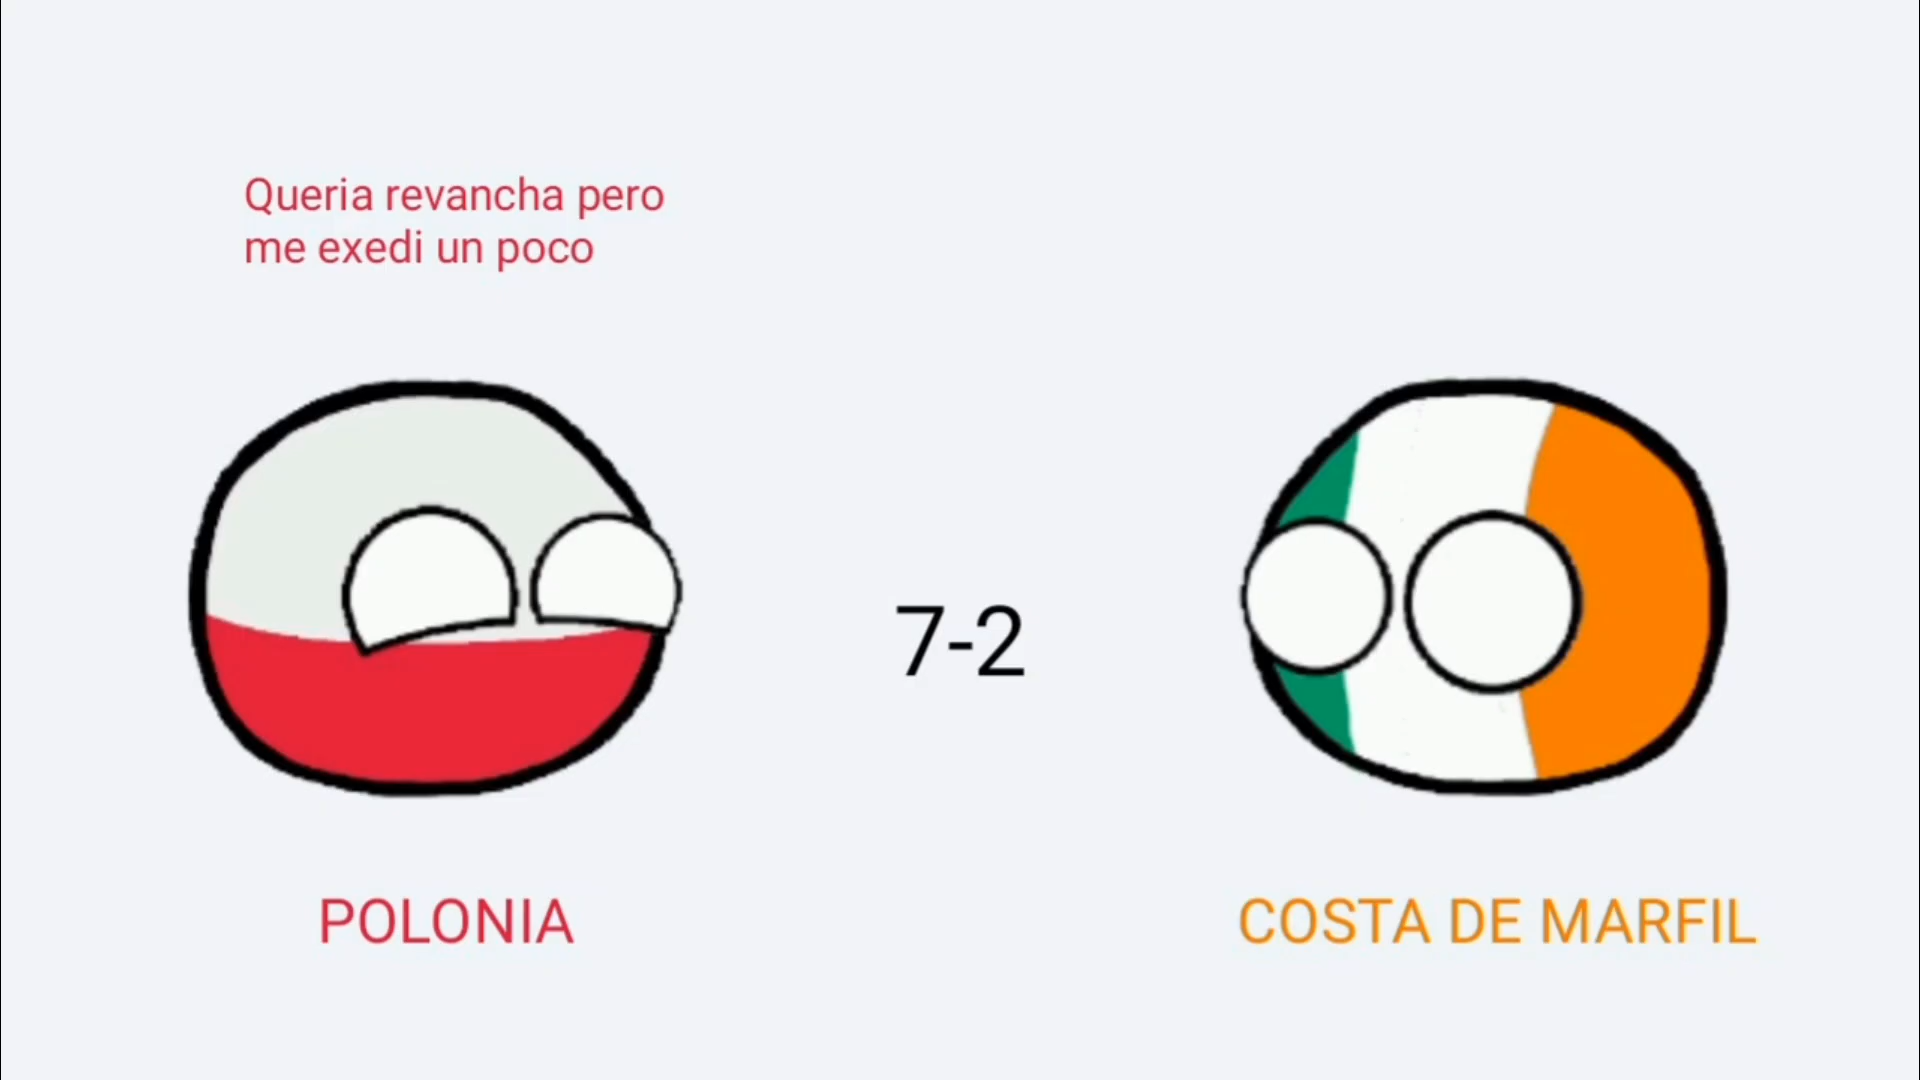 Queria revancha pero
me exedi un poco
7-2
POLONIA
COSTA DE MARFIL